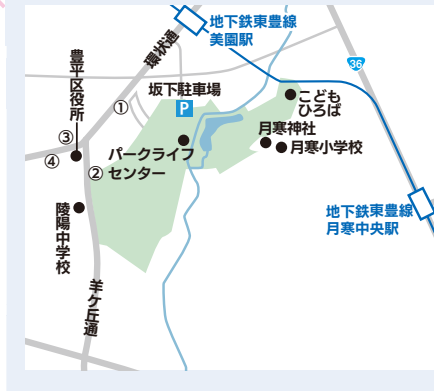 地下鉄東豊線
美園駅
環状通
36
豊平区役所
①
坂下駐車場
P
こども
ひろば
月寒神社
月寒小学校
③
④
②
パークライフ
センター
陵陽中学校
地下鉄東豊線
月寒中央駅
羊ケ丘通